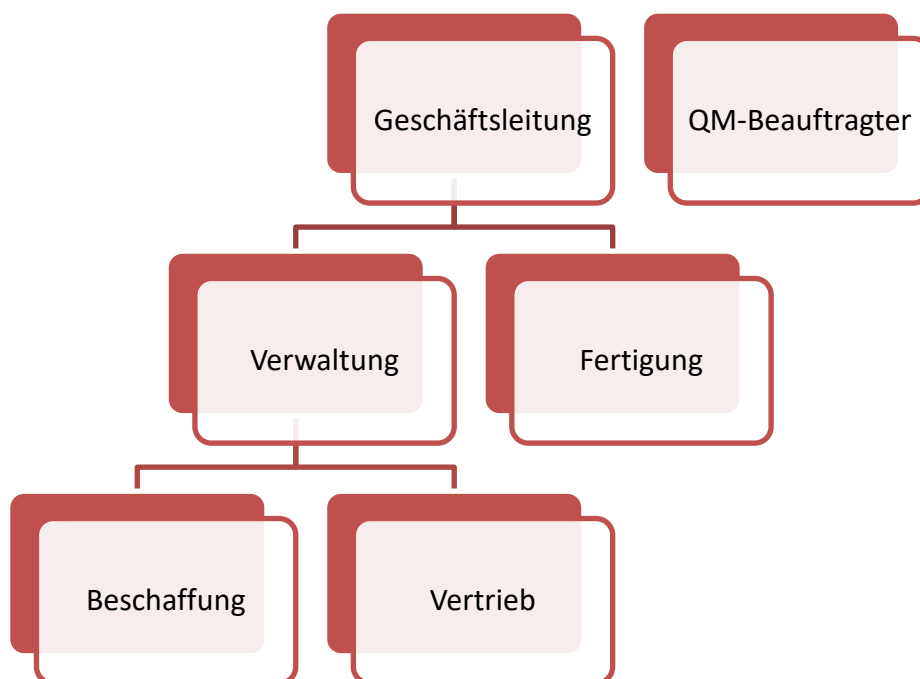 Geschäftsleitung
QM-Beauftragter
Verwaltung
Fertigung
Beschaffung
Vertrieb